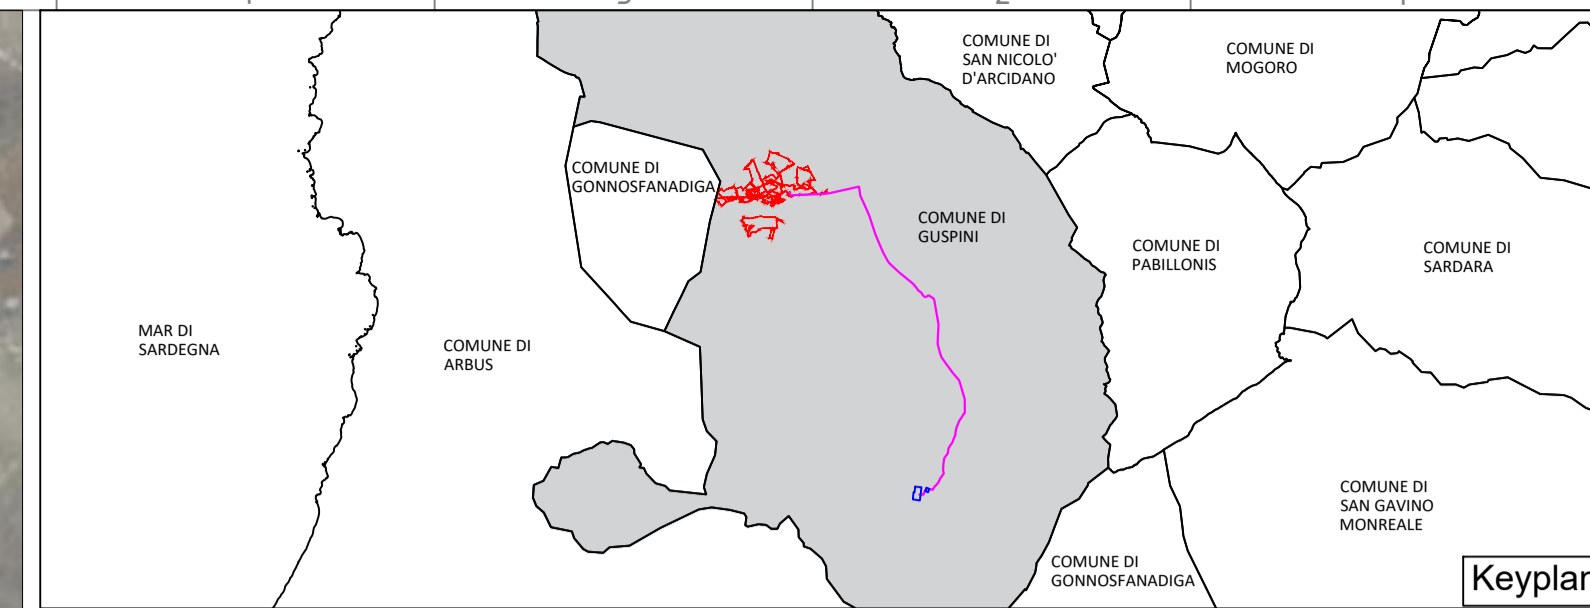 COMUNE DI
SAN NICOLO'
D'ARCIDANO
COMUNE DI
MOGORO
COMUNE DI
GONNOSFANADIGA
COMUNE DI
GUSPINI
COMUNE DI
PABILLONIS
COMUNE DI
SARDARA
MAR DI
SARDEGNA
COMUNE DI
ARBUS
COMUNE DI
SAN GAVINO
MONREALE
COMUNE DI
GONNOSFANADIGA
Keyplan